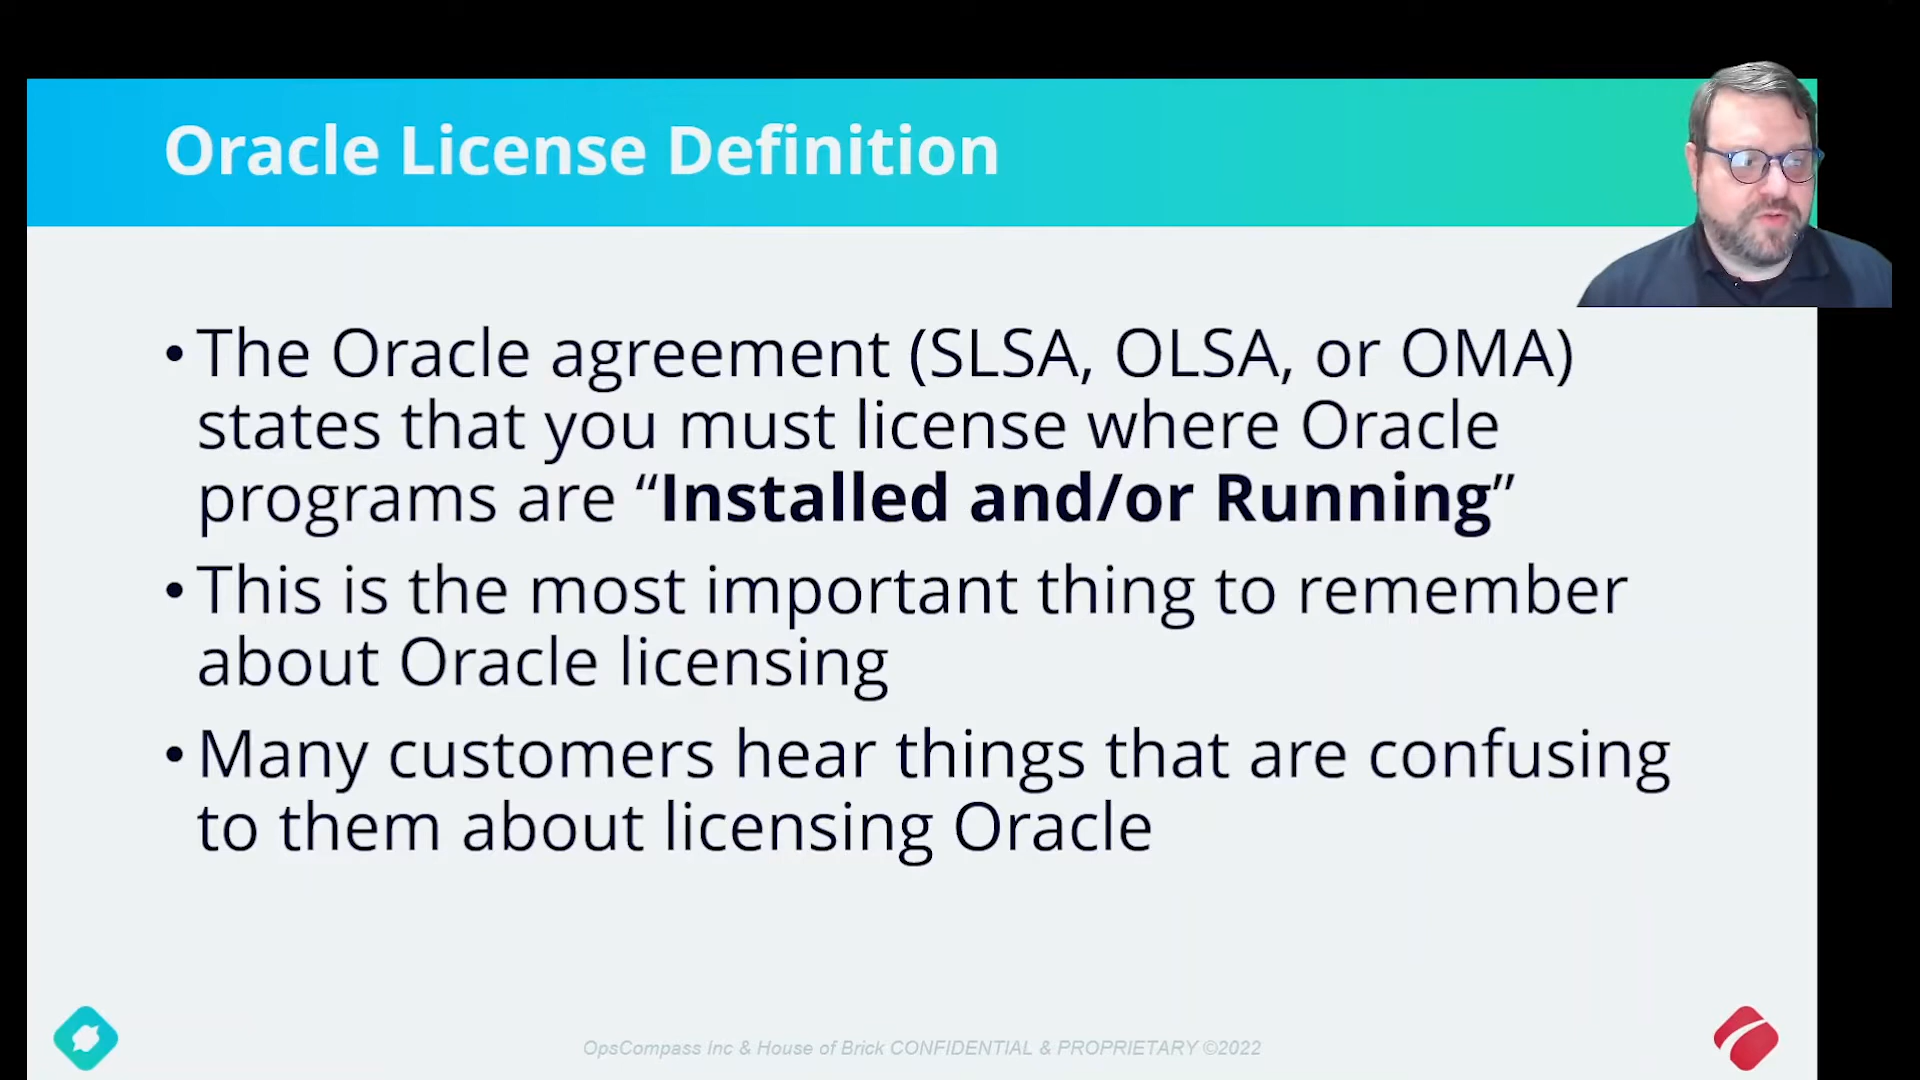 Oracle License Definition
• The Oracle agreement (SLSA, OLSA, or OMA)
states that you must license where Oracle
programs are “Installed and/or Running”
• This is the most important thing to remember
about Oracle licensing
• Many customers hear things that are confusing
to them about licensing Oracle
OpsCompass Inc & House of Brick CONFIDENTIAL & PROPRIETARY ©2022